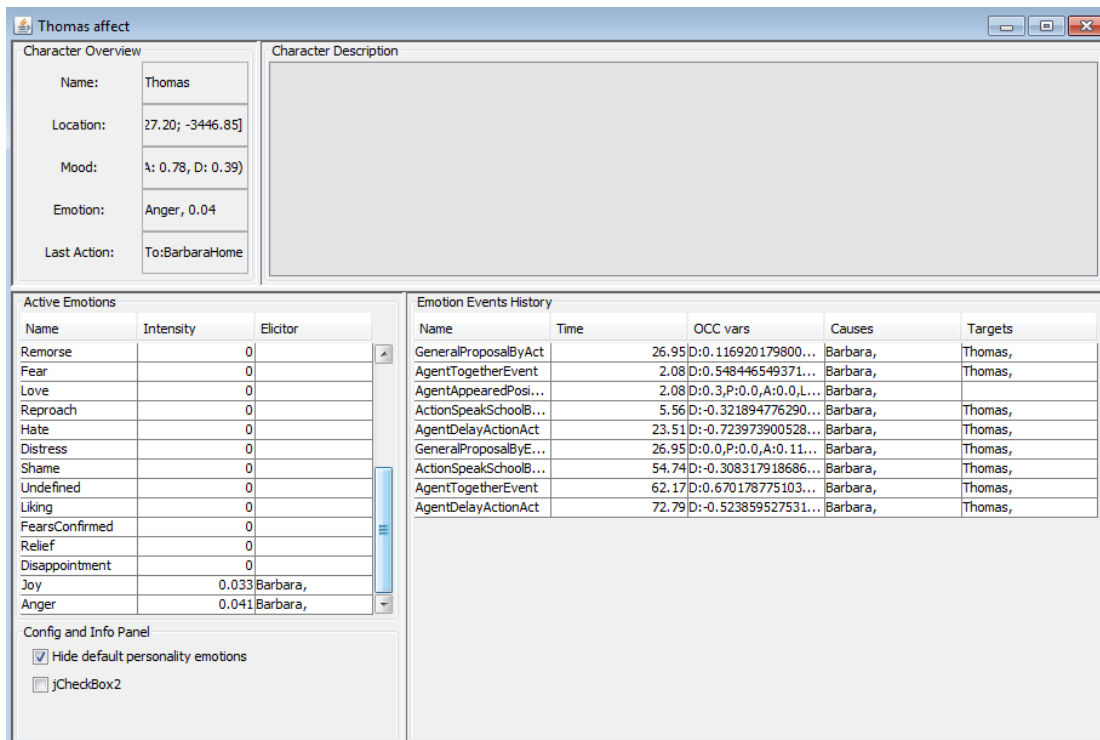 Thomas affect
Character Overview
Name: Thomas
Location: 27.20; -3446.85]
Mood: A: 0.78, D: 0.39)
Emotion: Anger, 0.04
Last Action: To:BarbaraHome
Character Description
Active Emotions
Name Intensity Elicitor
Remorse 0
Fear 0
Love 0
Reproach 0
Hate 0
Distress 0
Shame 0
Undefined 0
Liking 0
FearsConfirmed 0
Relief 0
Disappointment 0
Joy 0.033 Barbara,
Anger 0.041 Barbara,
Config and Info Panel
Hide default personality emotions
jCheckBox2
Emotion Events History
Name Time OCC vars Causes Targets
GeneralProposalByAct 26.95 D:0.116920179800... Barbara, Thomas,
AgentTogetherEvent 2.08 D:0.548446549371... Barbara, Thomas,
AgentAppearedPosi... 2.08 D:0.3,P:0.0,A:0.0,L... Barbara,
ActionSpeakSchoolB... 5.56 D:-0.321894776290... Barbara, Thomas,
AgentDelayActionAct 23.51 D:-0.723973900528... Barbara, Thomas,
GeneralProposalByE... 26.95 D:0.0,P:0.0,A:0.11... Barbara, Thomas,
ActionSpeakSchoolB... 54.74 D:-0.308317918686... Barbara, Thomas,
AgentTogetherEvent 62.17 D:0.670178775103... Barbara, Thomas,
AgentDelayActionAct 72.79 D:-0.523859527531... Barbara, Thomas,